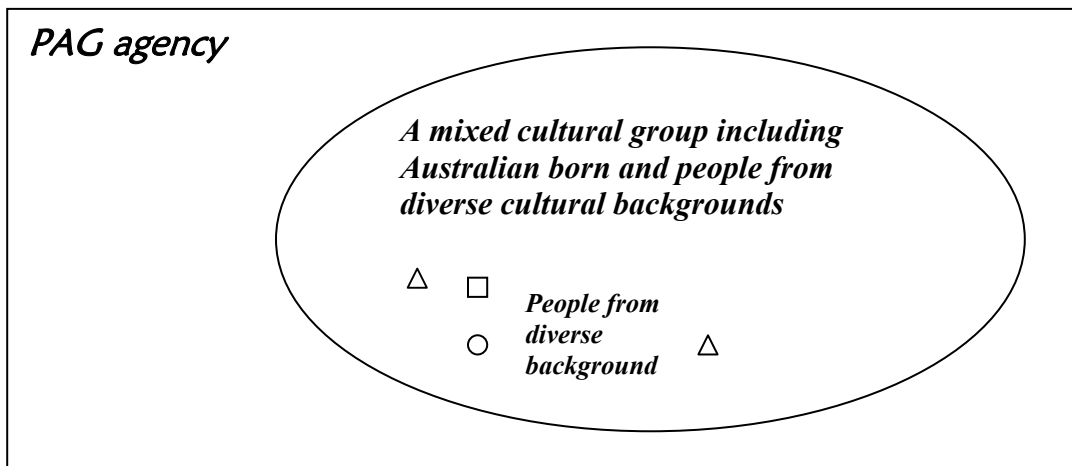 PAG agency
A mixed cultural group including
Australian born and people from
diverse cultural backgrounds
People from
diverse
background